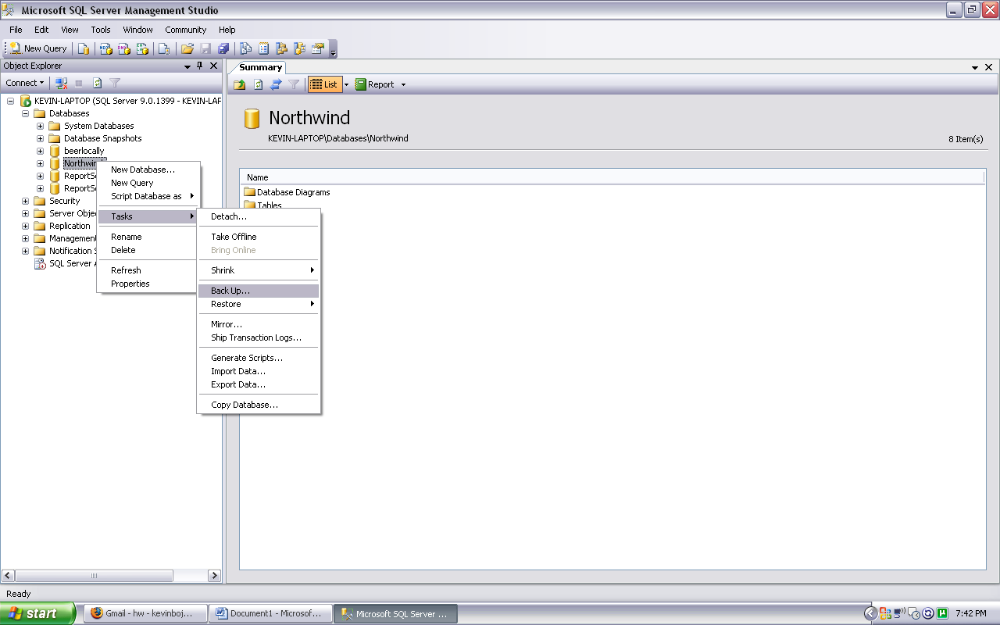 Microsoft SQL Server Management Studio
File Edit View Tools Window Community Help
New Query
Object Explorer
Connect
KEVIN-LAPTOP (SQL Server 9.0.1399 - KEVIN-LAP
Databases
System Databases
Database Snapshots
beerlocally
Northwind
ReportSe
ReportSe
Security
Server Objec
Replication
Management
Notification S
SQL Server A
New Database...
New Query
Script Database as
Tasks
Rename
Delete
Refresh
Properties
Detach...
Take Offline
Bring Online
Shrink
Back Up...
Restore
Mirror...
Ship Transaction Logs...
Generate Scripts...
Import Data...
Export Data...
Copy Database...
Summary
List Report
Northwind
KEVIN-LAPTOP\Databases\Northwind
8 Item(s)
Name
Database Diagrams
Tables
Ready
start
Gmail - hw - kevinboj...
Document1 - Microsof...
Microsoft SQL Server ...
7:42 PM